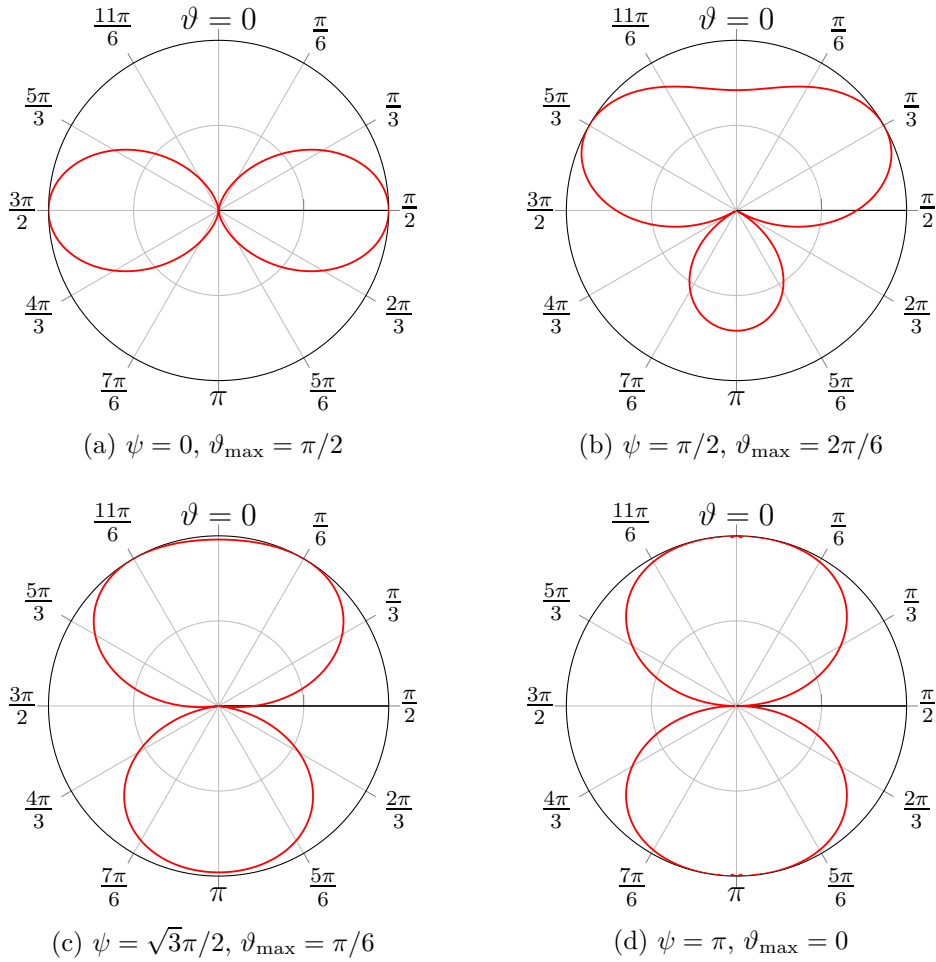 11π/6 ϑ = 0 π/6
5π/3 π/3
3π/2 π/2
4π/3 2π/3
7π/6 π 5π/6
(a) ψ = 0, ϑmax = π/2
11π/6 ϑ = 0 π/6
5π/3 π/3
3π/2 π/2
4π/3 2π/3
7π/6 π 5π/6
(b) ψ = π/2, ϑmax = 2π/6
11π/6 ϑ = 0 π/6
5π/3 π/3
3π/2 π/2
4π/3 2π/3
7π/6 π 5π/6
(c) ψ = √3π/2, ϑmax = π/6
11π/6 ϑ = 0 π/6
5π/3 π/3
3π/2 π/2
4π/3 2π/3
7π/6 π 5π/6
(d) ψ = π, ϑmax = 0